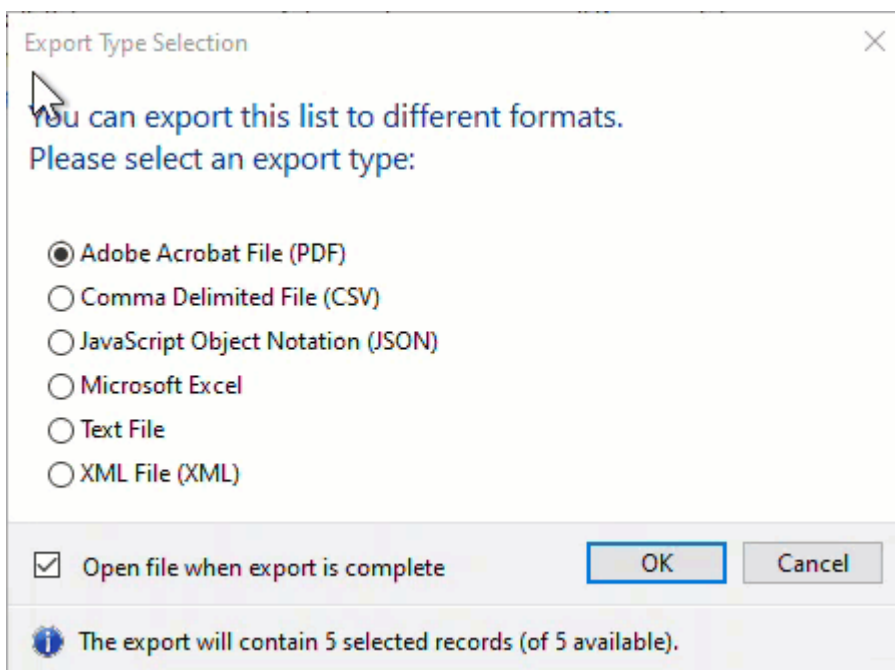 Export Type Selection
You can export this list to different formats.
Please select an export type:
Adobe Acrobat File (PDF)
Comma Delimited File (CSV)
JavaScript Object Notation (JSON)
Microsoft Excel
Text File
XML File (XML)
Open file when export is complete
OK
Cancel
The export will contain 5 selected records (of 5 available).